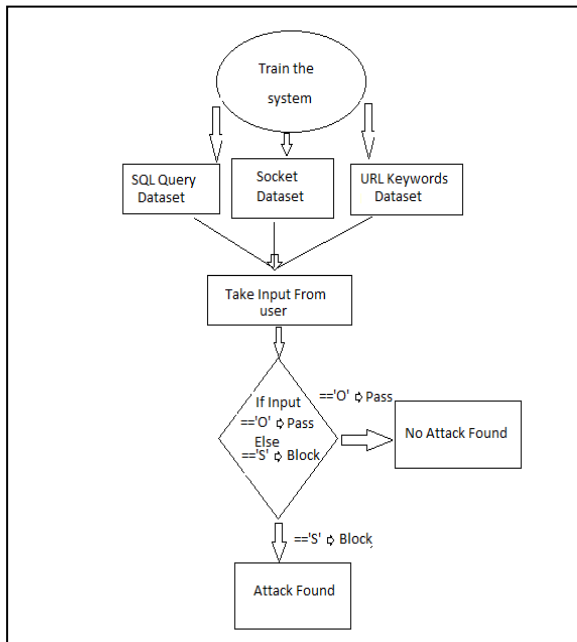 Train the
system
SQL Query
Dataset
Socket
Dataset
URL Keywords
Dataset
Take Input From
user
If Input
=='O' ⇨ Pass
Else
=='S' ⇨ Block
=='O' ⇨ Pass
No Attack Found
=='S' ⇨ Block
Attack Found